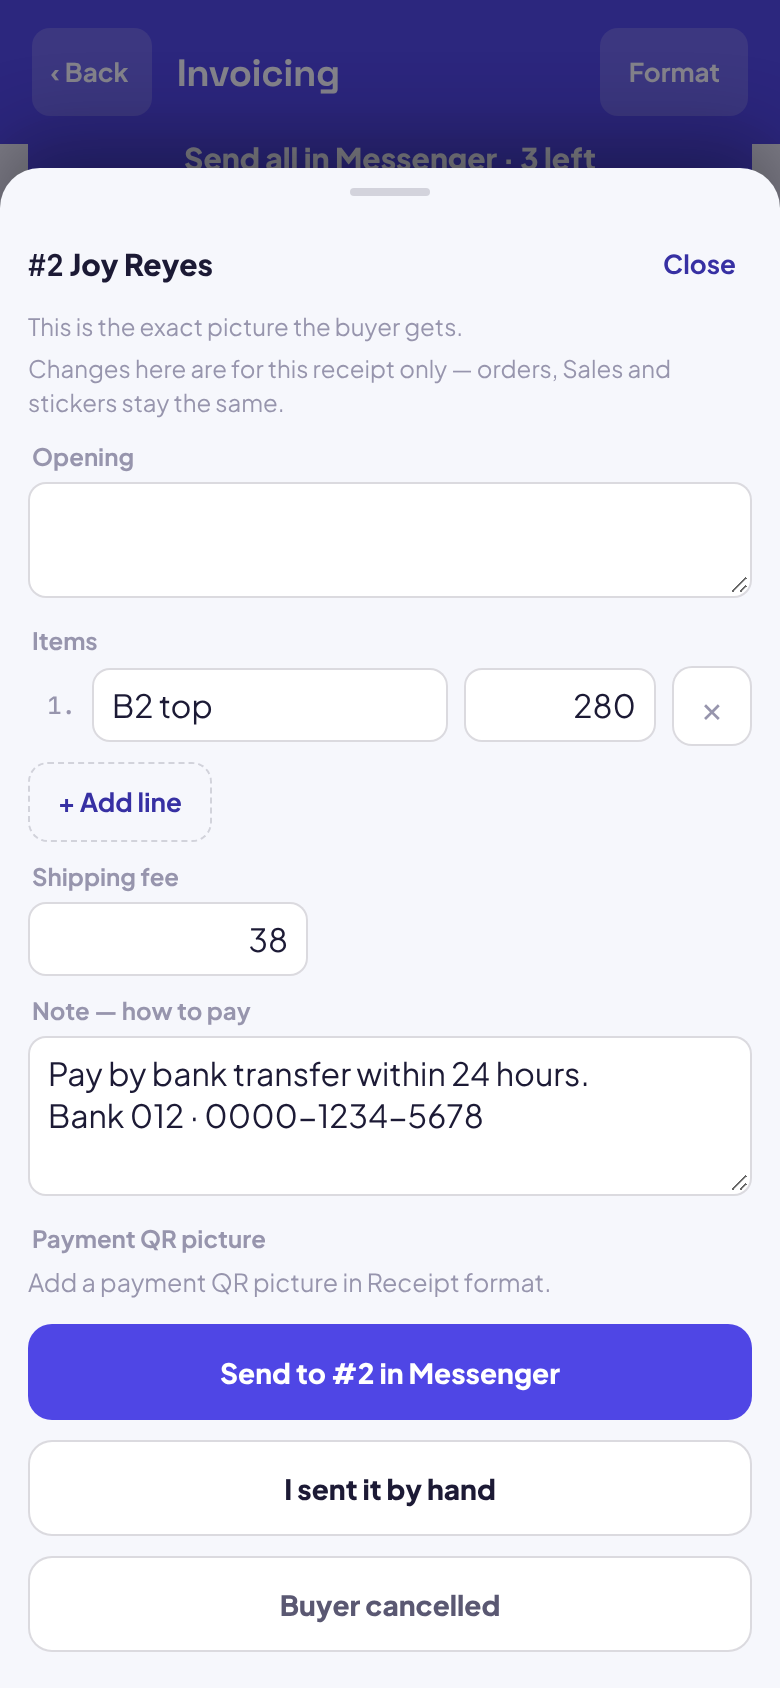 ‹ Back
Invoicing
Format
Send all in Messenger · 3 left
#2 Joy Reyes
Close
This is the exact picture the buyer gets.
Changes here are for this receipt only — orders, Sales and
stickers stay the same.
Opening
Items
1.
B2 top
280
×
+ Add line
Shipping fee
38
Note — how to pay
Pay by bank transfer within 24 hours.
Bank 012 · 0000-1234-5678
Payment QR picture
Add a payment QR picture in Receipt format.
Send to #2 in Messenger
I sent it by hand
Buyer cancelled